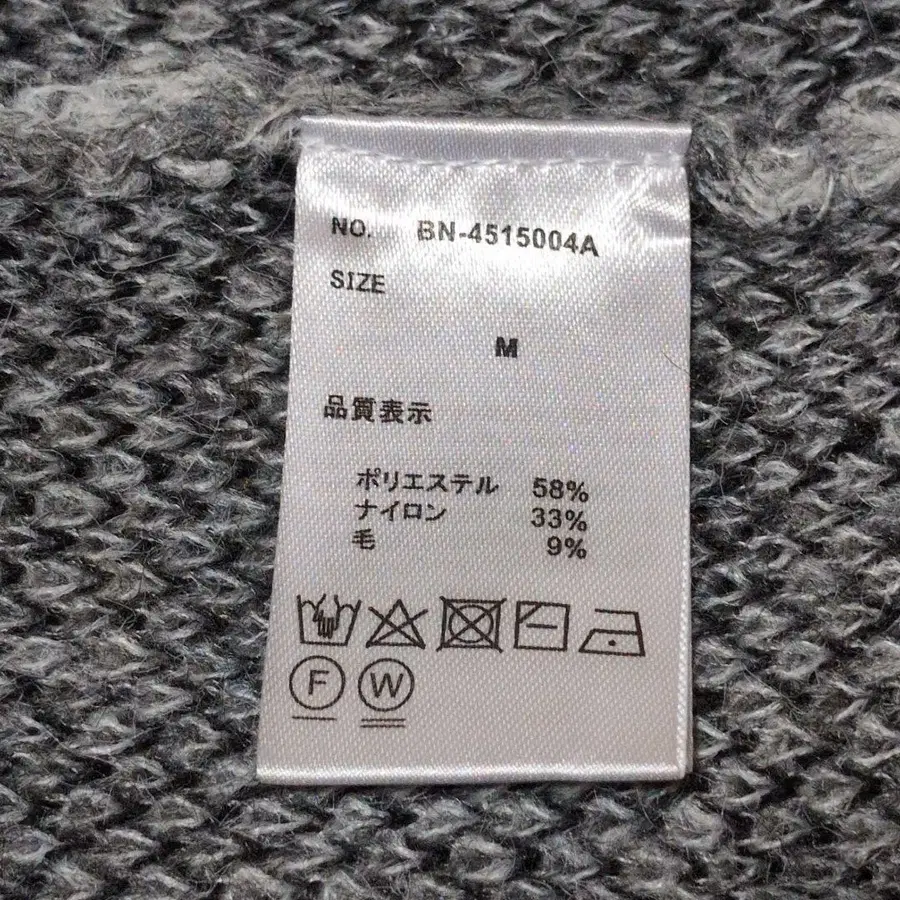 NO. BN-4515004A
SIZE
M
品質表示
ポリエステル 58%
ナイロン 33%
毛 9%
F W